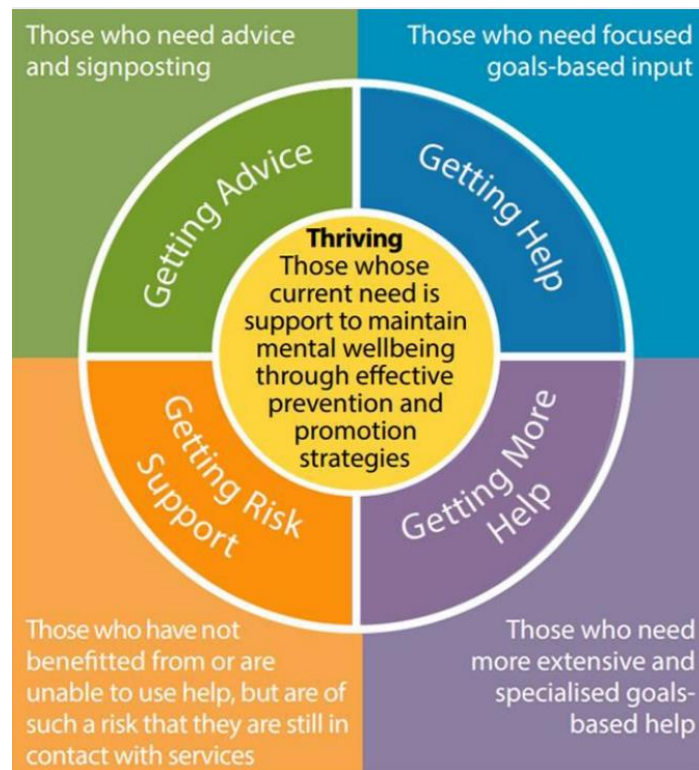 Those who need advice
and signposting
Those who need focused
goals-based input
Getting Advice
Getting Help
Thriving
Those whose
current need is
support to maintain
mental wellbeing
through effective
prevention and
promotion
strategies
Getting Risk
Support
Getting More
Help
Those who have not
benefitted from or are
unable to use help, but are of
such a risk that they are still in
contact with services
Those who need
more extensive and
specialised goals-
based help